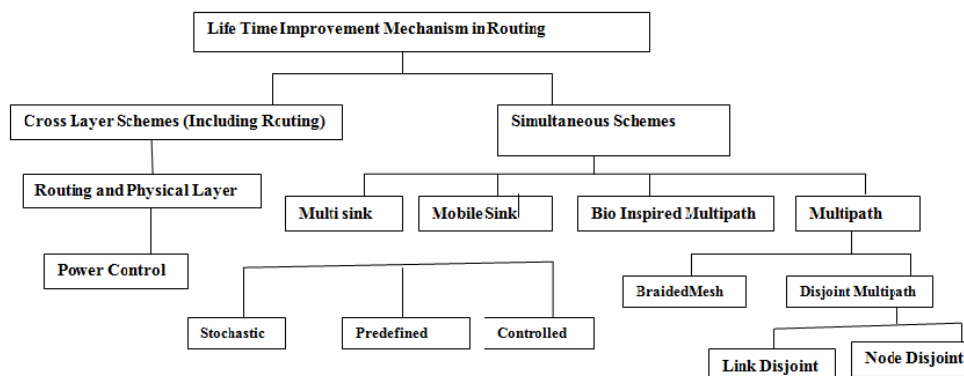 Life Time Improvement Mechanism in Routing
Cross Layer Schemes (Including Routing)
Simultaneous Schemes
Routing and Physical Layer
Multi sink
Mobile Sink
Bio Inspired Multipath
Multipath
Power Control
BraidedMesh
Disjoint Multipath
Stochastic
Predefined
Controlled
Link Disjoint
Node Disjoint